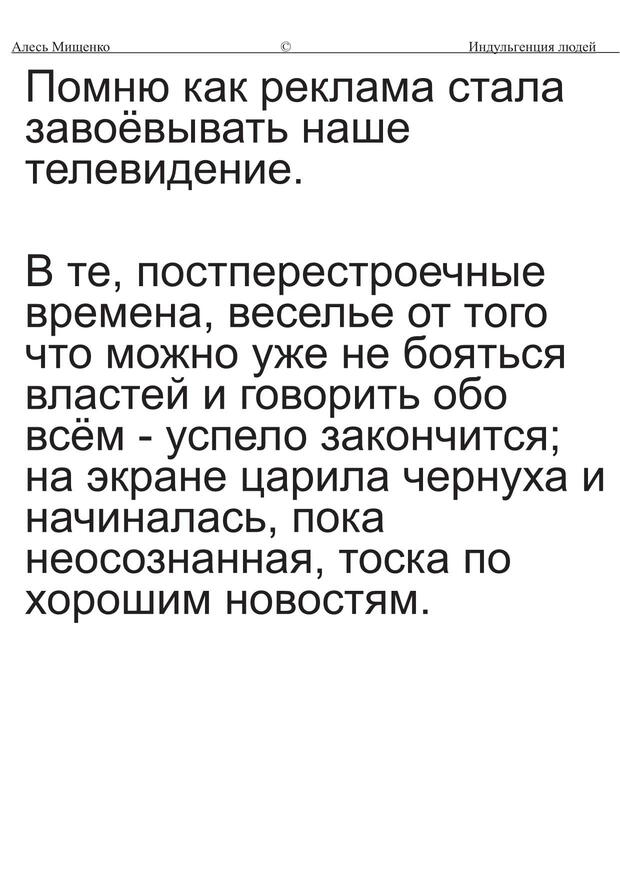 Алесь Мищенко © Индульгенция людей
Помню как реклама стала
завоёвывать наше
телевидение.
В те, постперестроечные
времена, веселье от того
что можно уже не бояться
властей и говорить обо
всём - успело закончится;
на экране царила чернуха и
начиналась, пока
неосознанная, тоска по
хорошим новостям.